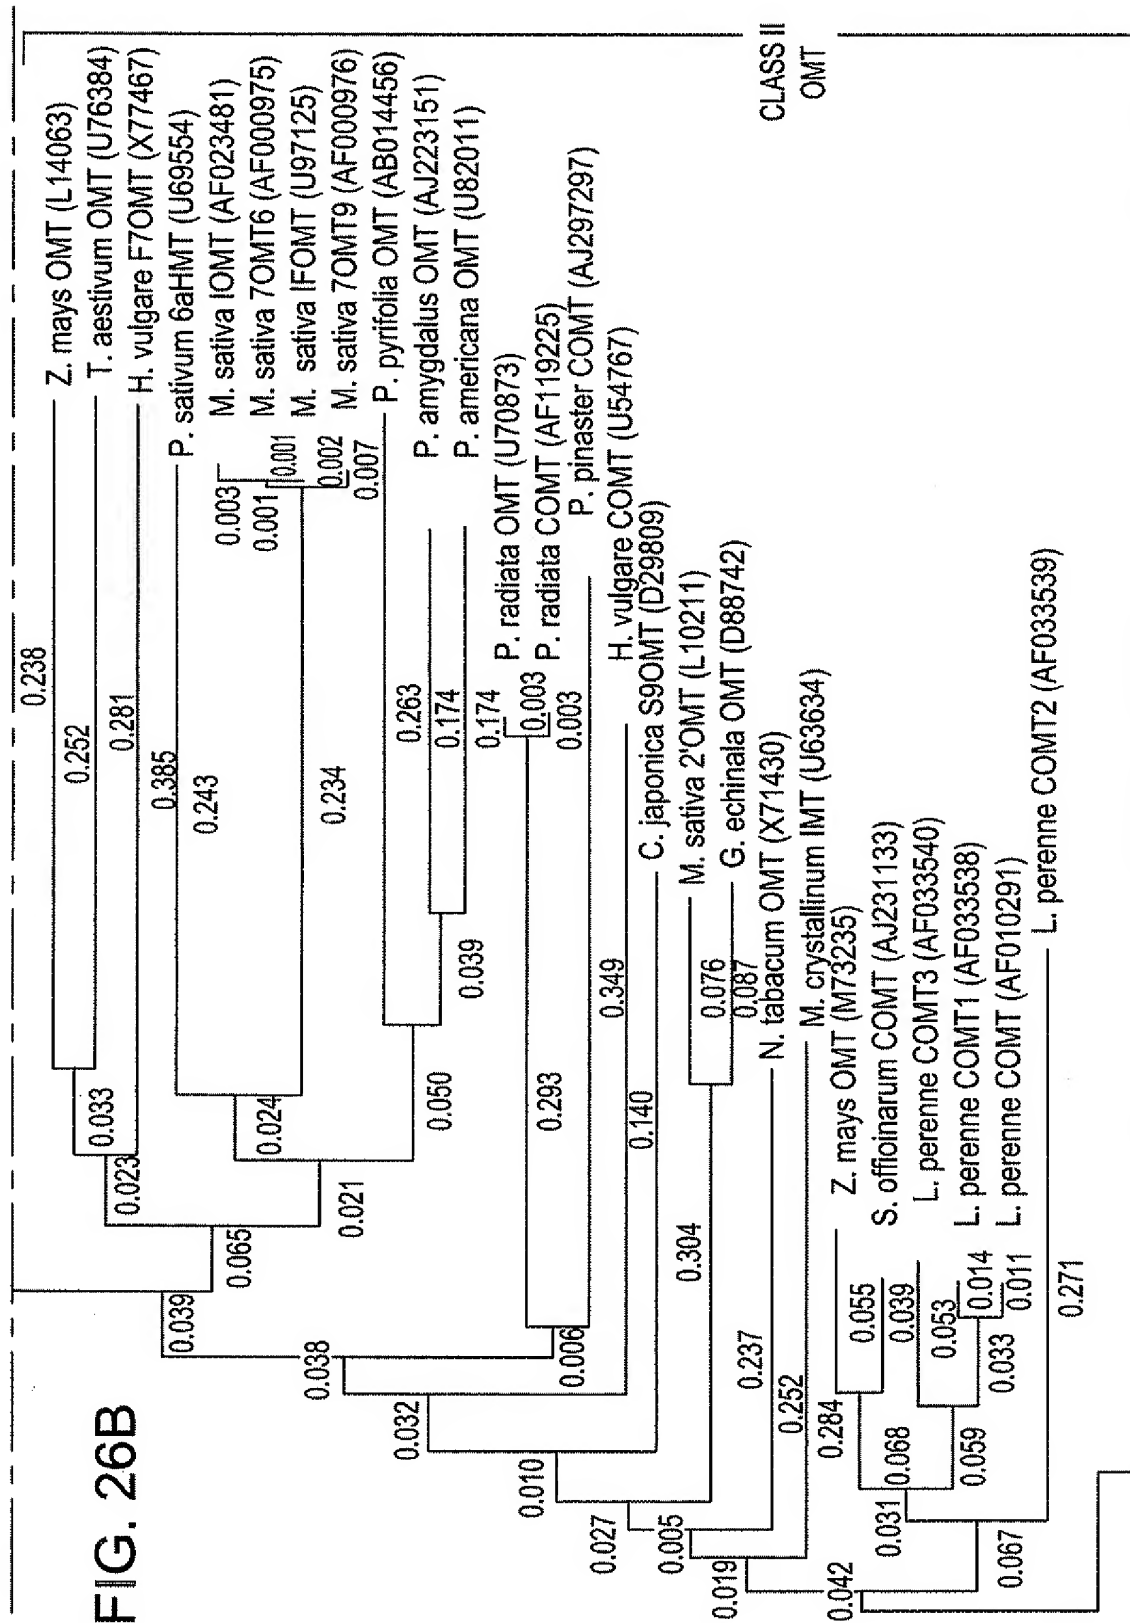 FIG. 26B
0.238
Z. mays OMT (L14063)
0.252
T. aestivum OMT (U76384)
0.033
0.281
H. vulgare F7OMT (X77467)
0.023
0.385
P. sativum 6aHMT (U69554)
0.243
M. sativa IOMT (AF023481)
0.003
M. sativa 7OMT6 (AF000975)
0.001
0.001
M. sativa IFOMT (U97125)
0.024
0.234
0.002
M. sativa 7OMT9 (AF000976)
0.007
0.065
0.021
P. pyrifolia OMT (AB014456)
0.263
P. amygdalus OMT (AJ223151)
0.050
0.039
0.174
P. americana OMT (U82011)
0.174
0.039
P. radiata OMT (U70873)
0.003
P. radiata COMT (AF119225)
0.293
0.003
P. pinaster COMT (AJ297297)
0.038
0.006
0.349
H. vulgare COMT (U54767)
0.032
0.140
C. japonica S9OMT (D29809)
0.010
M. sativa 2'OMT (L10211)
0.304
0.076
G. echinala OMT (D88742)
0.087
0.027
0.237
N. tabacum OMT (X71430)
0.005
0.252
M. crystallinum IMT (U63634)
0.019
0.284
Z. mays OMT (M73235)
0.055
S. offioinarum COMT (AJ231133)
0.042
0.031
0.068
0.039
L. perenne COMT3 (AF033540)
0.059
0.053
L. perenne COMT1 (AF033538)
0.014
0.033
L. perenne COMT (AF010291)
0.011
0.067
0.271
L. perenne COMT2 (AF033539)
CLASS II
OMT